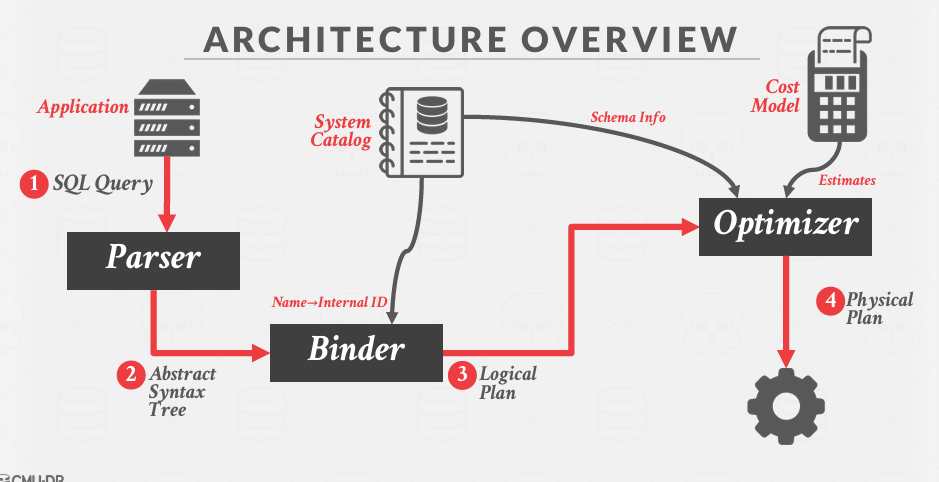 ARCHITECTURE OVERVIEW
Application
1 SQL Query
Parser
2 Abstract
Syntax
Tree
System
Catalog
Name→Internal ID
Binder
3 Logical
Plan
Schema Info
Cost
Model
Estimates
Optimizer
4 Physical
Plan
CMU·DB